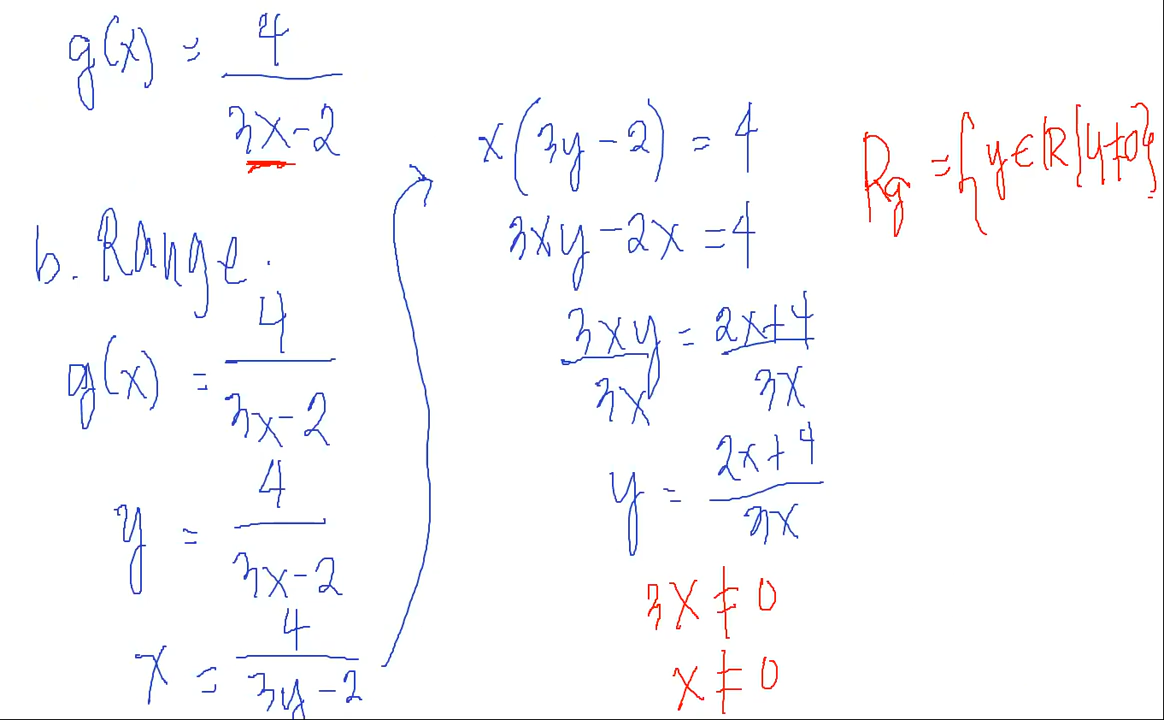 g(x) = 4/(3x-2)
b. Range.
g(x) = 4/(3x-2)
y = 4/(3x-2)
x = 4/(3y-2)
x(3y-2) = 4
3xy-2x=4
3xy/3x = 2x+4/3x
y = 2x+4/3x
3x≠0
x≠0
Rg = {y∈ℝ|y≠0}